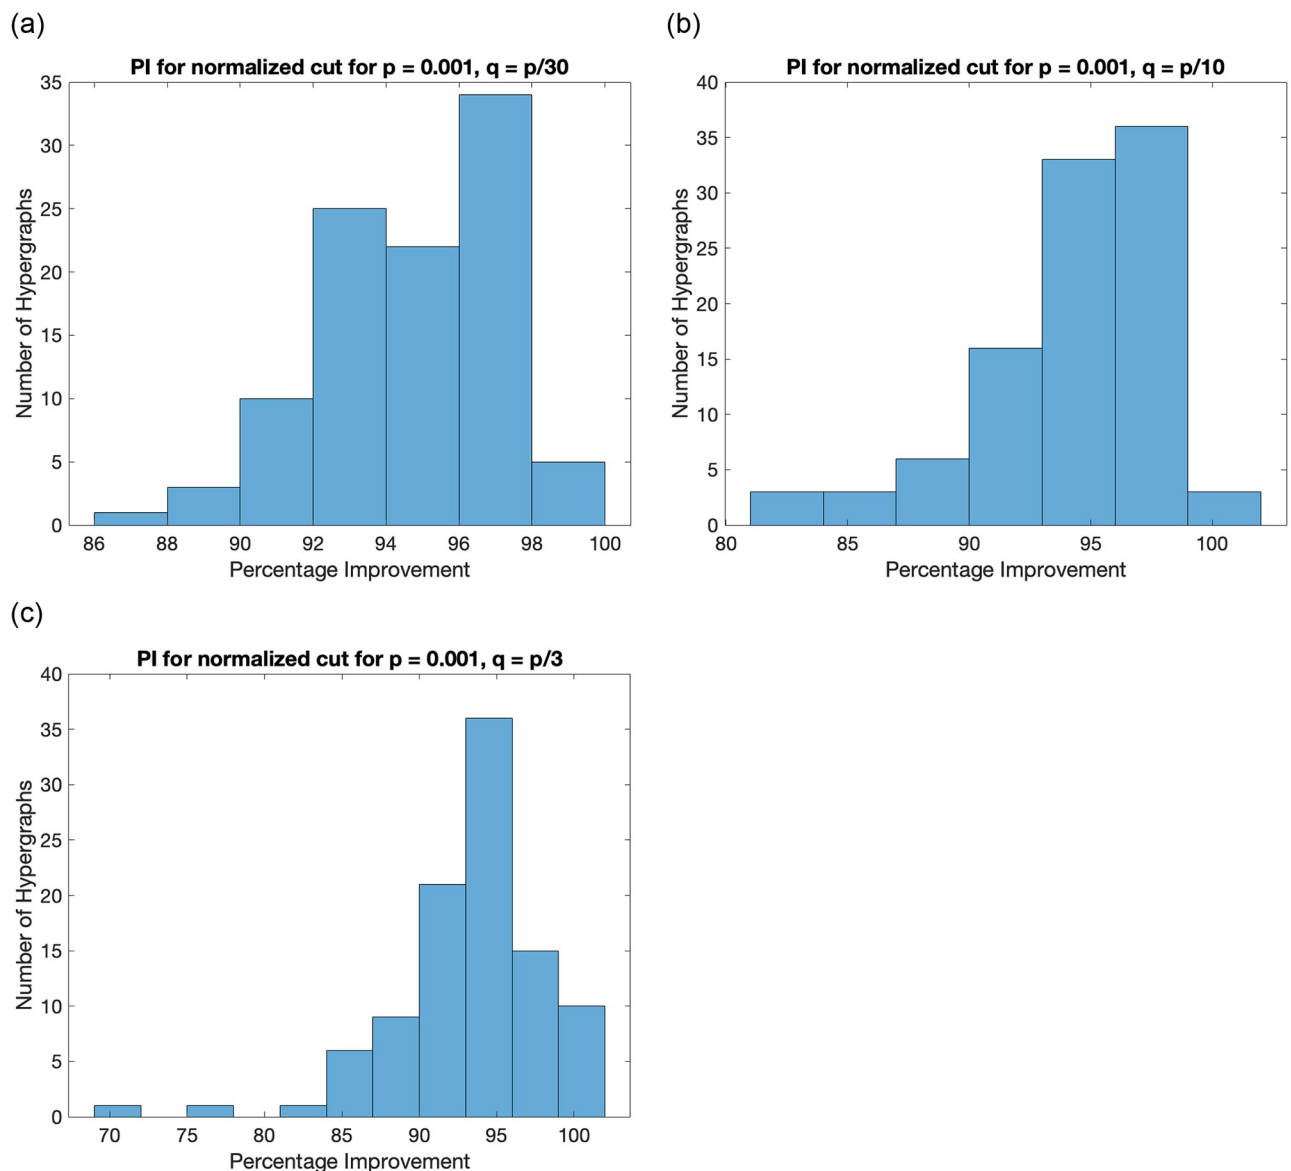 (a)
PI for normalized cut for p = 0.001, q = p/30
35
30
25
20
15
10
5
0
Number of Hypergraphs
86 88 90 92 94 96 98 100
Percentage Improvement
(b)
PI for normalized cut for p = 0.001, q = p/10
40
35
30
25
20
15
10
5
0
Number of Hypergraphs
80 85 90 95 100
Percentage Improvement
(c)
PI for normalized cut for p = 0.001, q = p/3
40
35
30
25
20
15
10
5
0
Number of Hypergraphs
70 75 80 85 90 95 100
Percentage Improvement